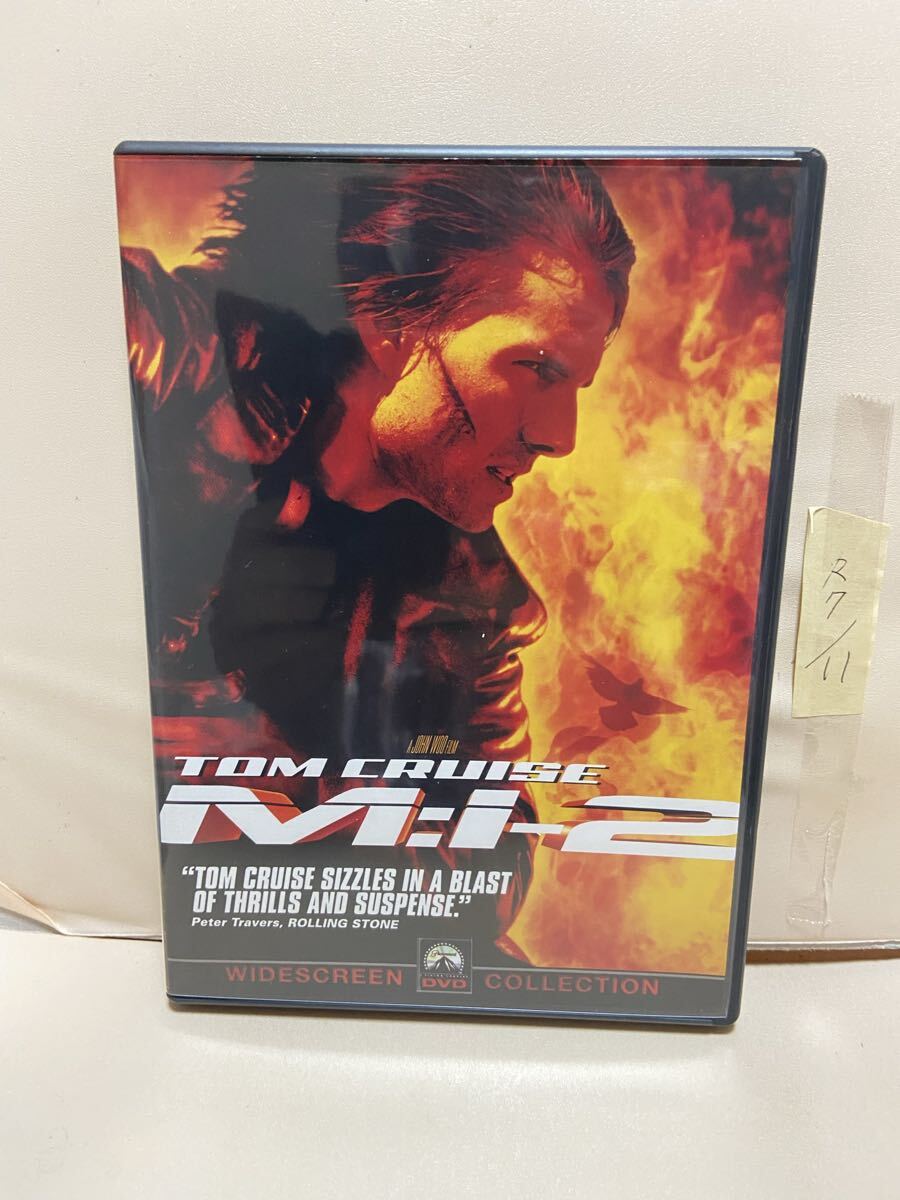 A JOHN WOO FILM
TOM CRUISE
M:I-2
“TOM CRUISE SIZZLES IN A BLAST
OF THRILLS AND SUSPENSE.”
Peter Travers, ROLLING STONE
WIDESCREEN DVD COLLECTION
R
7
/
11